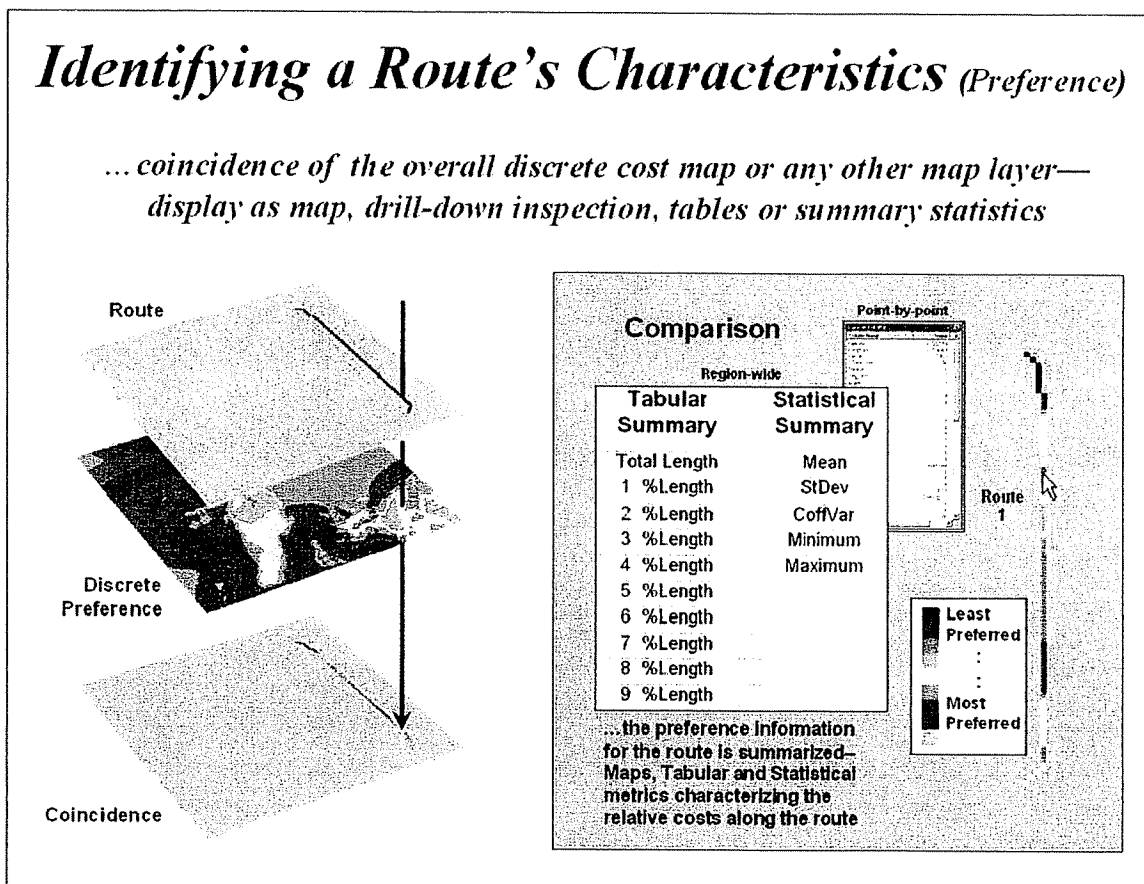 Identifying a Route's Characteristics (Preference)
... coincidence of the overall discrete cost map or any other map layer—
display as map, drill-down inspection, tables or summary statistics
Route
Discrete
Preference
Coincidence
Comparison
Point-by-point
Region-wide
Tabular Statistical
Summary Summary
Total Length Mean
1 %Length StDev
2 %Length CoffVar
3 %Length Minimum
4 %Length Maximum
5 %Length
6 %Length
7 %Length
8 %Length
9 %Length
Route
1
Least
Preferred
:
:
Most
Preferred
...the preference information
for the route is summarized–
Maps, Tabular and Statistical
metrics characterizing the
relative costs along the route